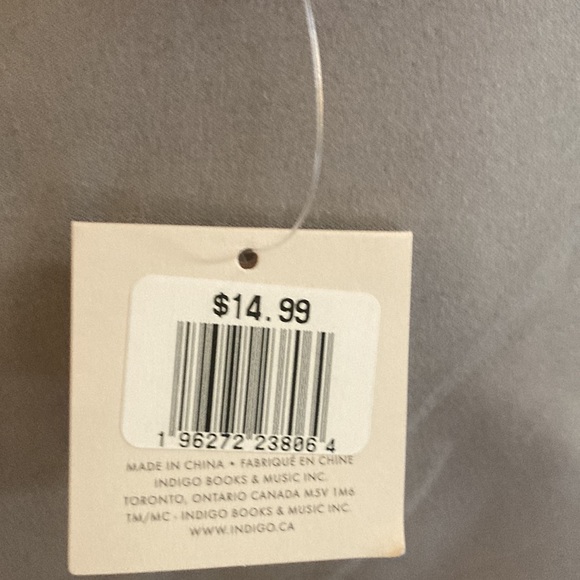 $14.99
1 96272 23806 4
MADE IN CHINA • FABRIQUÉ EN CHINE
INDIGO BOOKS & MUSIC INC.
TORONTO, ONTARIO CANADA M5V 1M6
TM/MC - INDIGO BOOKS & MUSIC INC.
WWW.INDIGO.CA